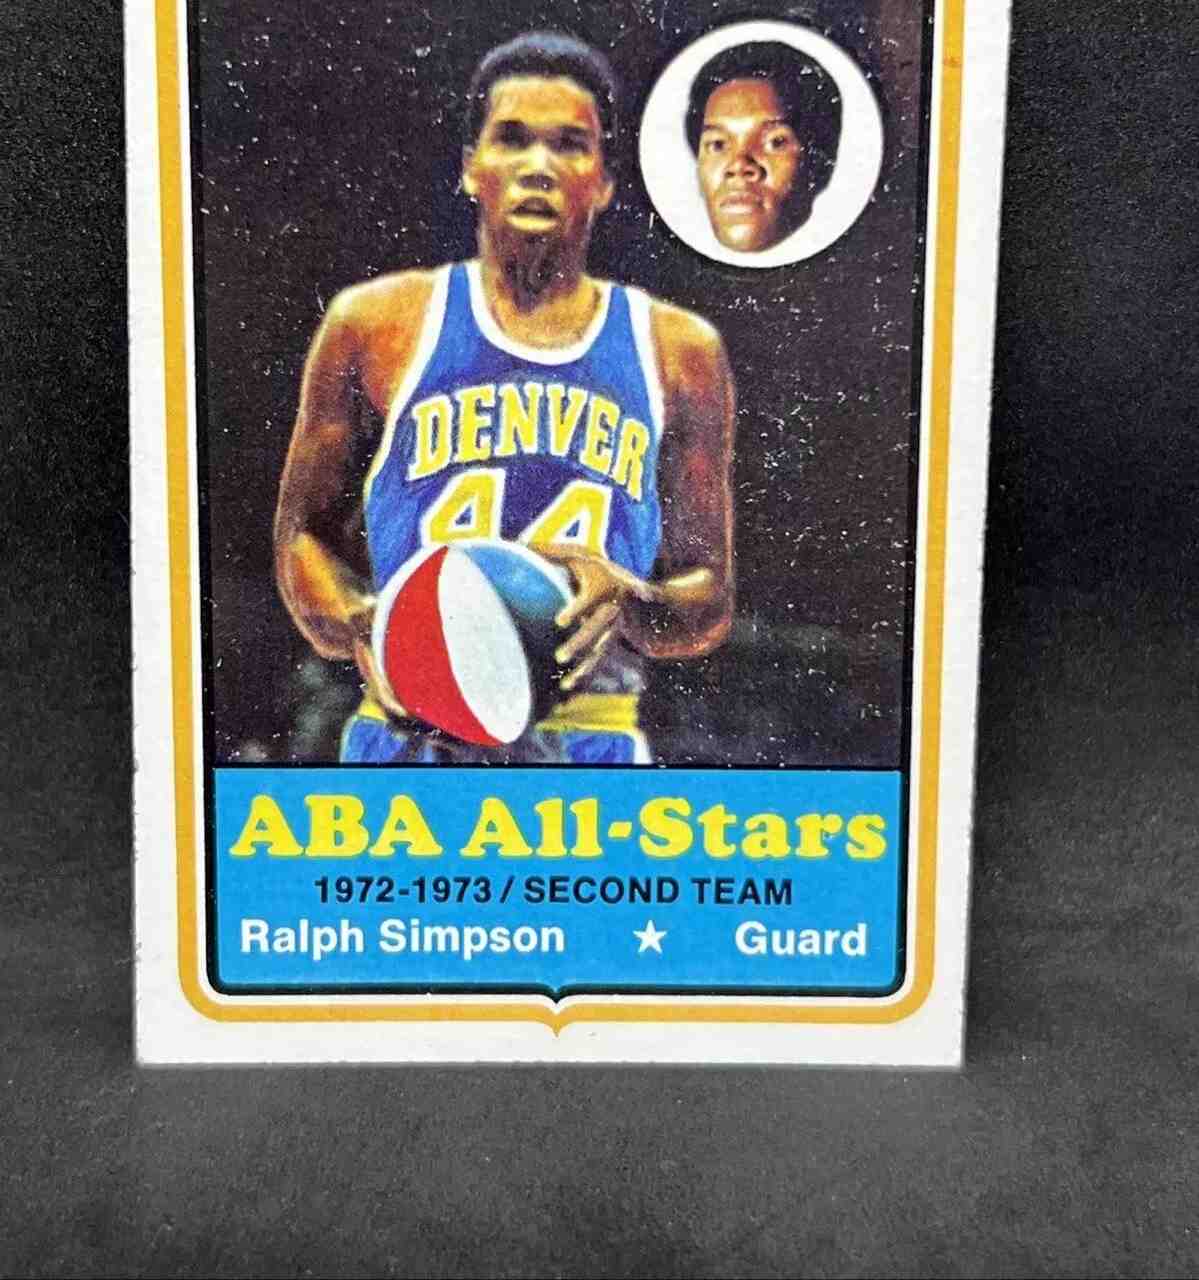 DENVER
44
ABA All-Stars
1972-1973/SECOND TEAM
Ralph Simpson ★ Guard